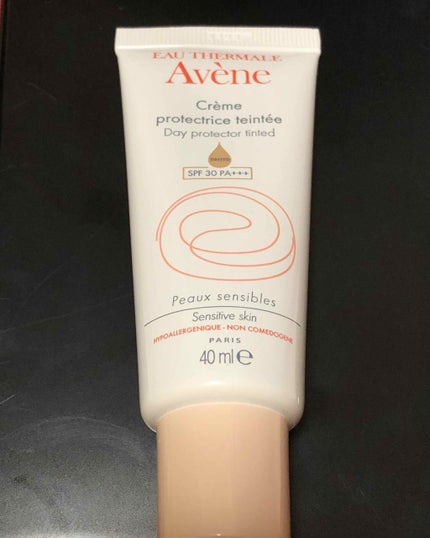 EAU THERMALE
Avène
Crème
protectrice teintée
Day protector tinted
SPF 30 PA+++
Peaux sensibles
Sensitive skin
HYPOALLERGENIQUE - NON COMEDOGENE
PARIS
40 ml e